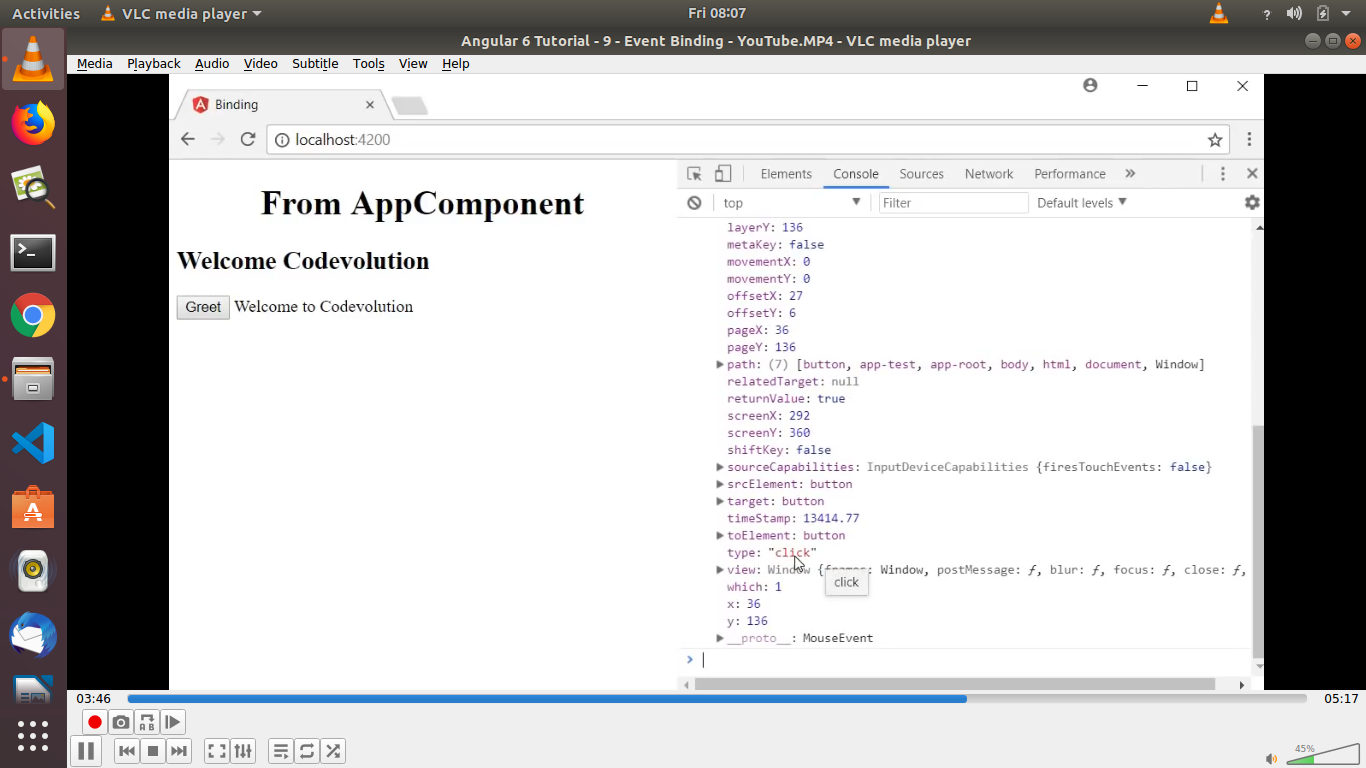 Activities VLC media player Fri 08:07 ?
Angular 6 Tutorial - 9 - Event Binding - YouTube.MP4 - VLC media player
Media Playback Audio Video Subtitle Tools View Help
Binding
localhost:4200
From AppComponent
Welcome Codevolution
Greet Welcome to Codevolution
Elements Console Sources Network Performance »
top Filter Default levels
layerY: 136
metaKey: false
movementX: 0
movementY: 0
offsetX: 27
offsetY: 6
pageX: 36
pageY: 136
path: (7) [button, app-test, app-root, body, html, document, Window]
relatedTarget: null
returnValue: true
screenX: 292
screenY: 360
shiftKey: false
sourceCapabilities: InputDeviceCapabilities {firesTouchEvents: false}
srcElement: button
target: button
timeStamp: 13414.77
toElement: button
type: "click"
view: Window {frames: Window, postMessage: ƒ, blur: ƒ, focus: ƒ, close: ƒ,
click
which: 1
x: 36
y: 136
__proto__: MouseEvent
03:46 05:17
A B
45%